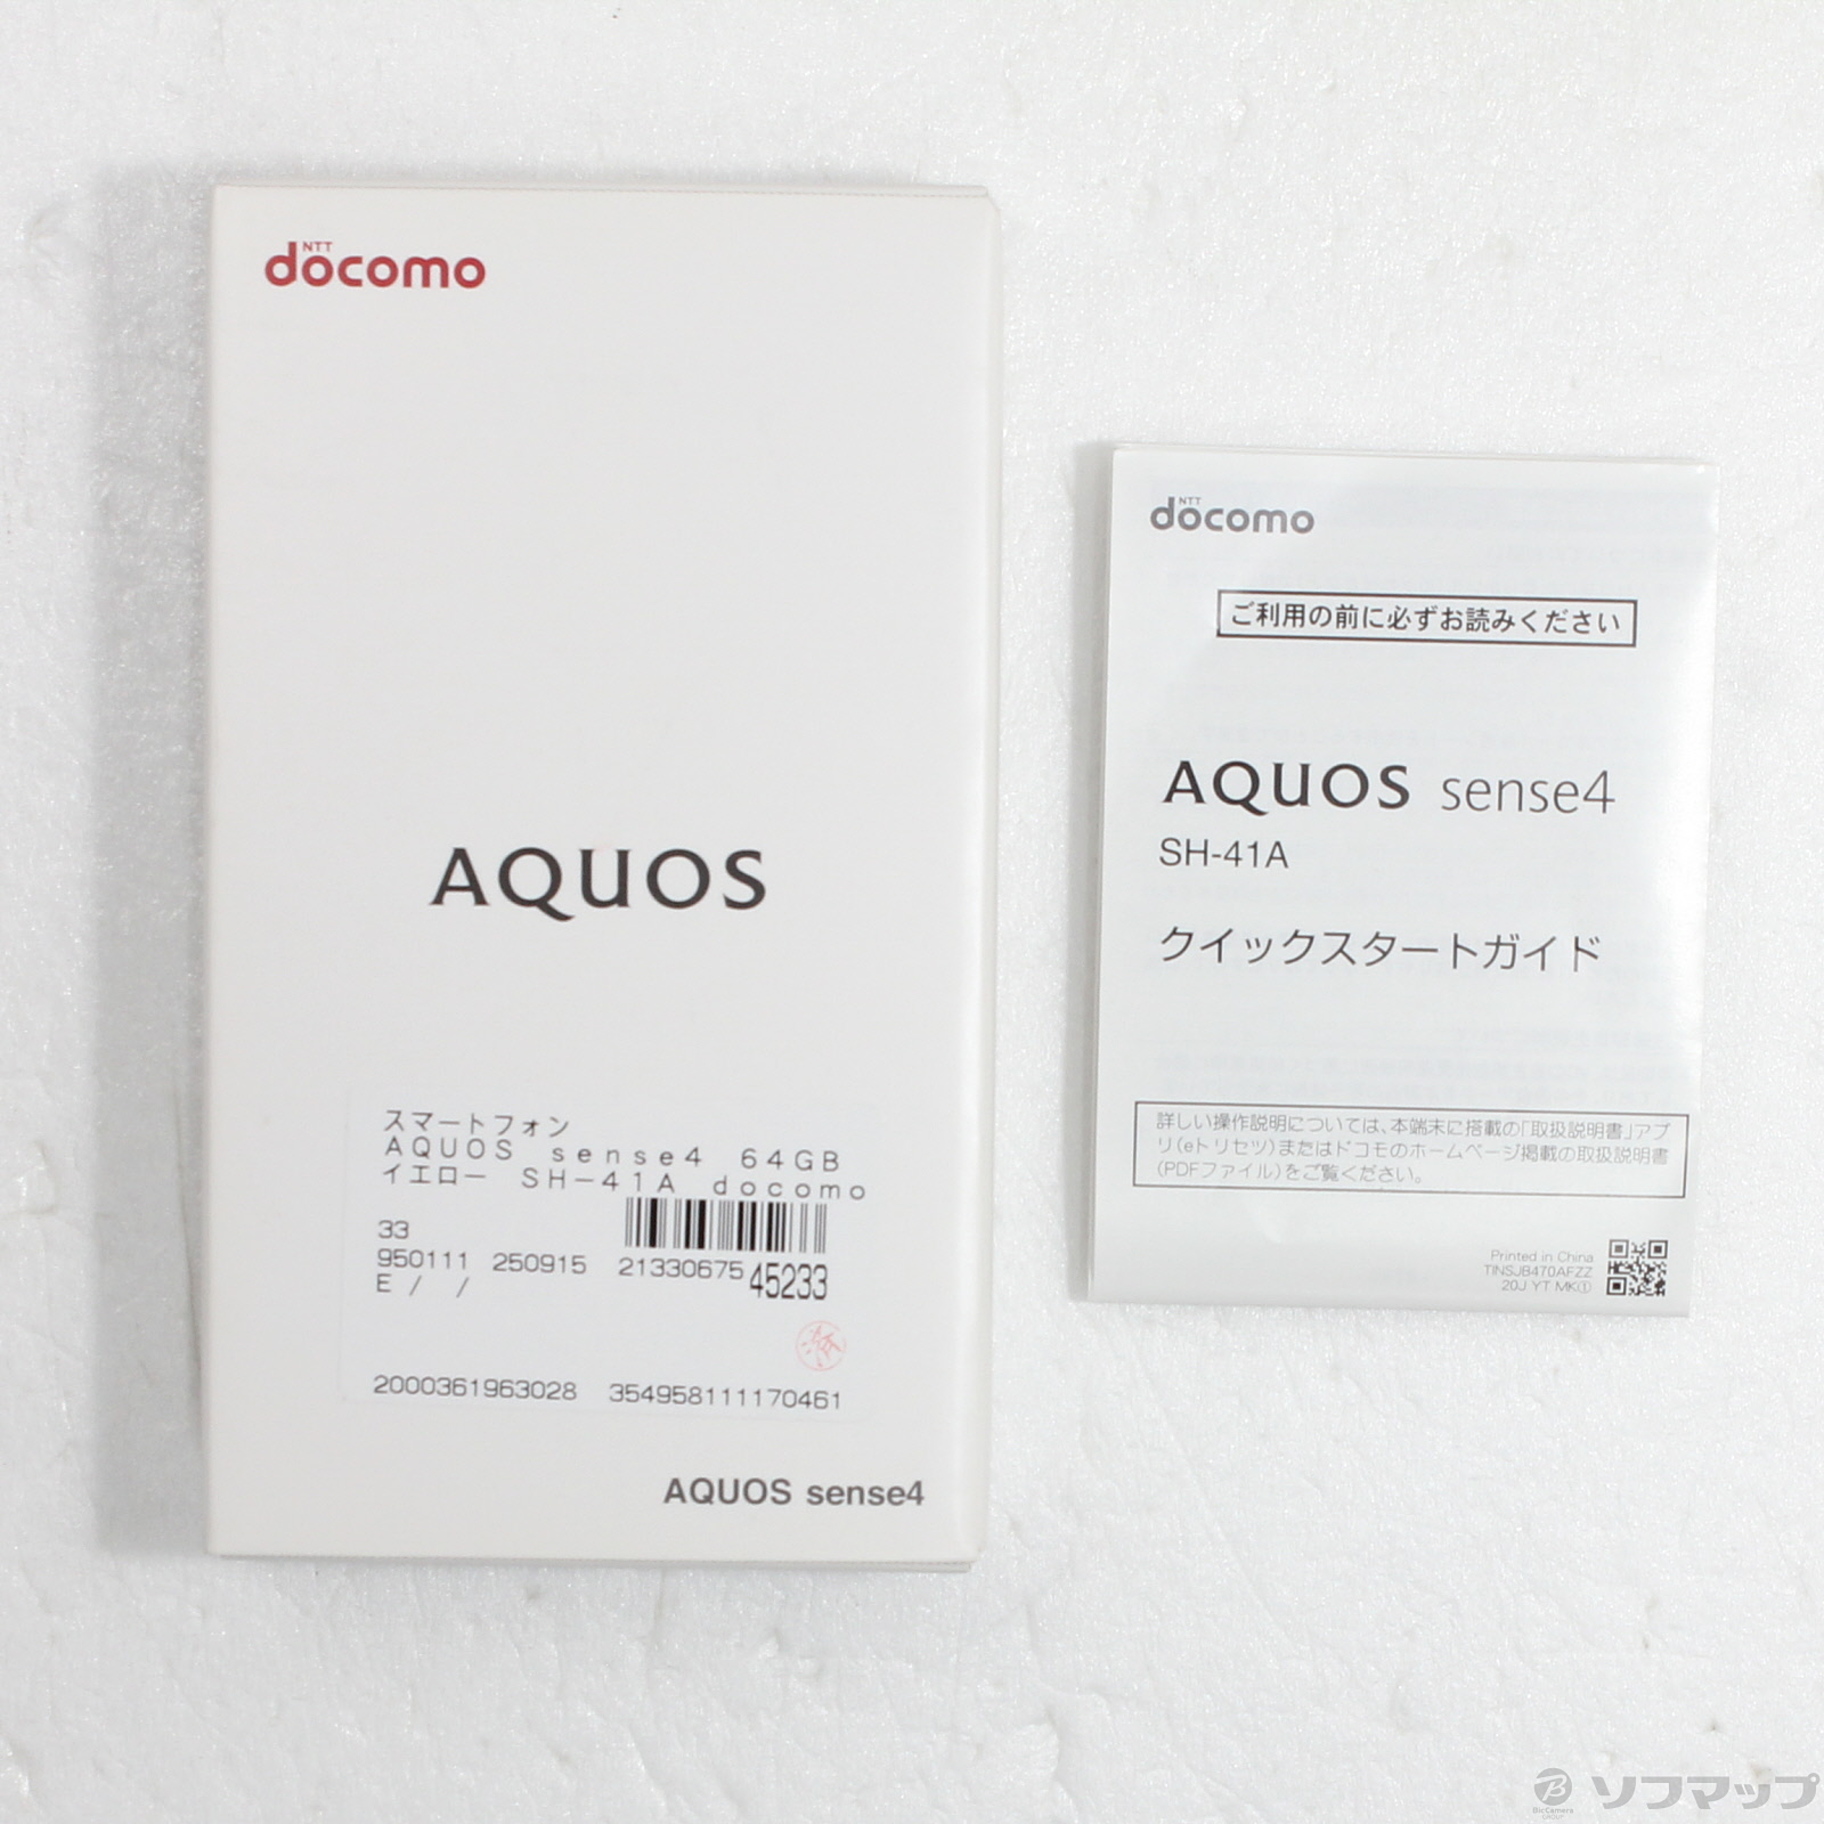 NTT
docomo
AQUOS
スマートフォン
AQUOS sense4 64GB
イエロー SH-41A docomo
33
950111 250915 2133067545233
E / /
2000361963028 354958111170461
AQUOS sense4
NTT
docomo
ご利用の前に必ずお読みください
AQUOS sense4
SH-41A
クイックスタートガイド
詳しい操作説明については、本端末に搭載の「取扱説明書」アプ
リ(eトリセツ)またはドコモのホームページ掲載の取扱説明書
(PDFファイル)をご覧ください。
Printed in China
TINSJB470AFZZ
20J YT MK①
B
BicCamera
GROUP
ソフマップ